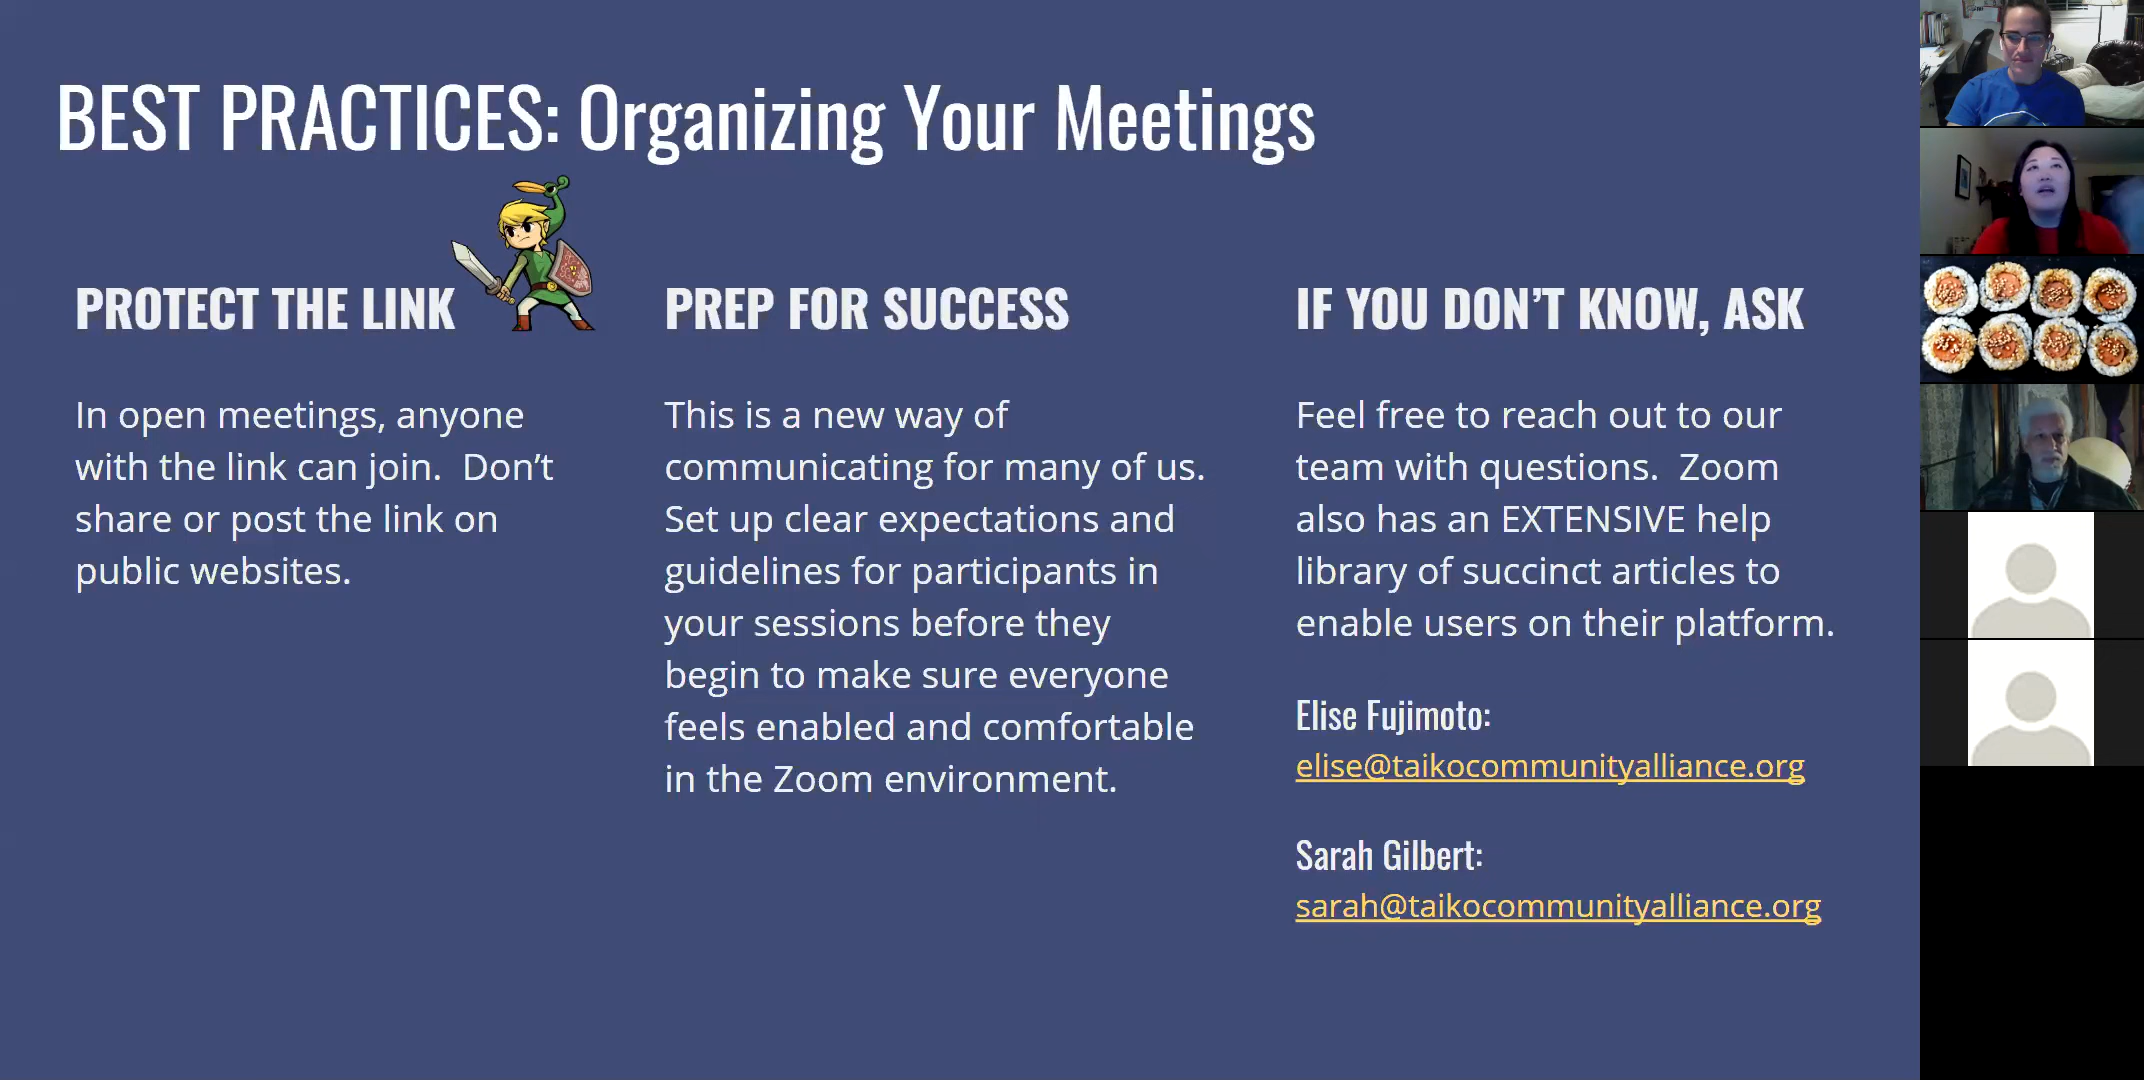 BEST PRACTICES: Organizing Your Meetings
PROTECT THE LINK
In open meetings, anyone
with the link can join.  Don’t
share or post the link on
public websites.
PREP FOR SUCCESS
This is a new way of
communicating for many of us.
Set up clear expectations and
guidelines for participants in
your sessions before they
begin to make sure everyone
feels enabled and comfortable
in the Zoom environment.
IF YOU DON’T KNOW, ASK
Feel free to reach out to our
team with questions.  Zoom
also has an EXTENSIVE help
library of succinct articles to
enable users on their platform.
Elise Fujimoto:
elise@taikocommunityalliance.org
Sarah Gilbert:
sarah@taikocommunityalliance.org